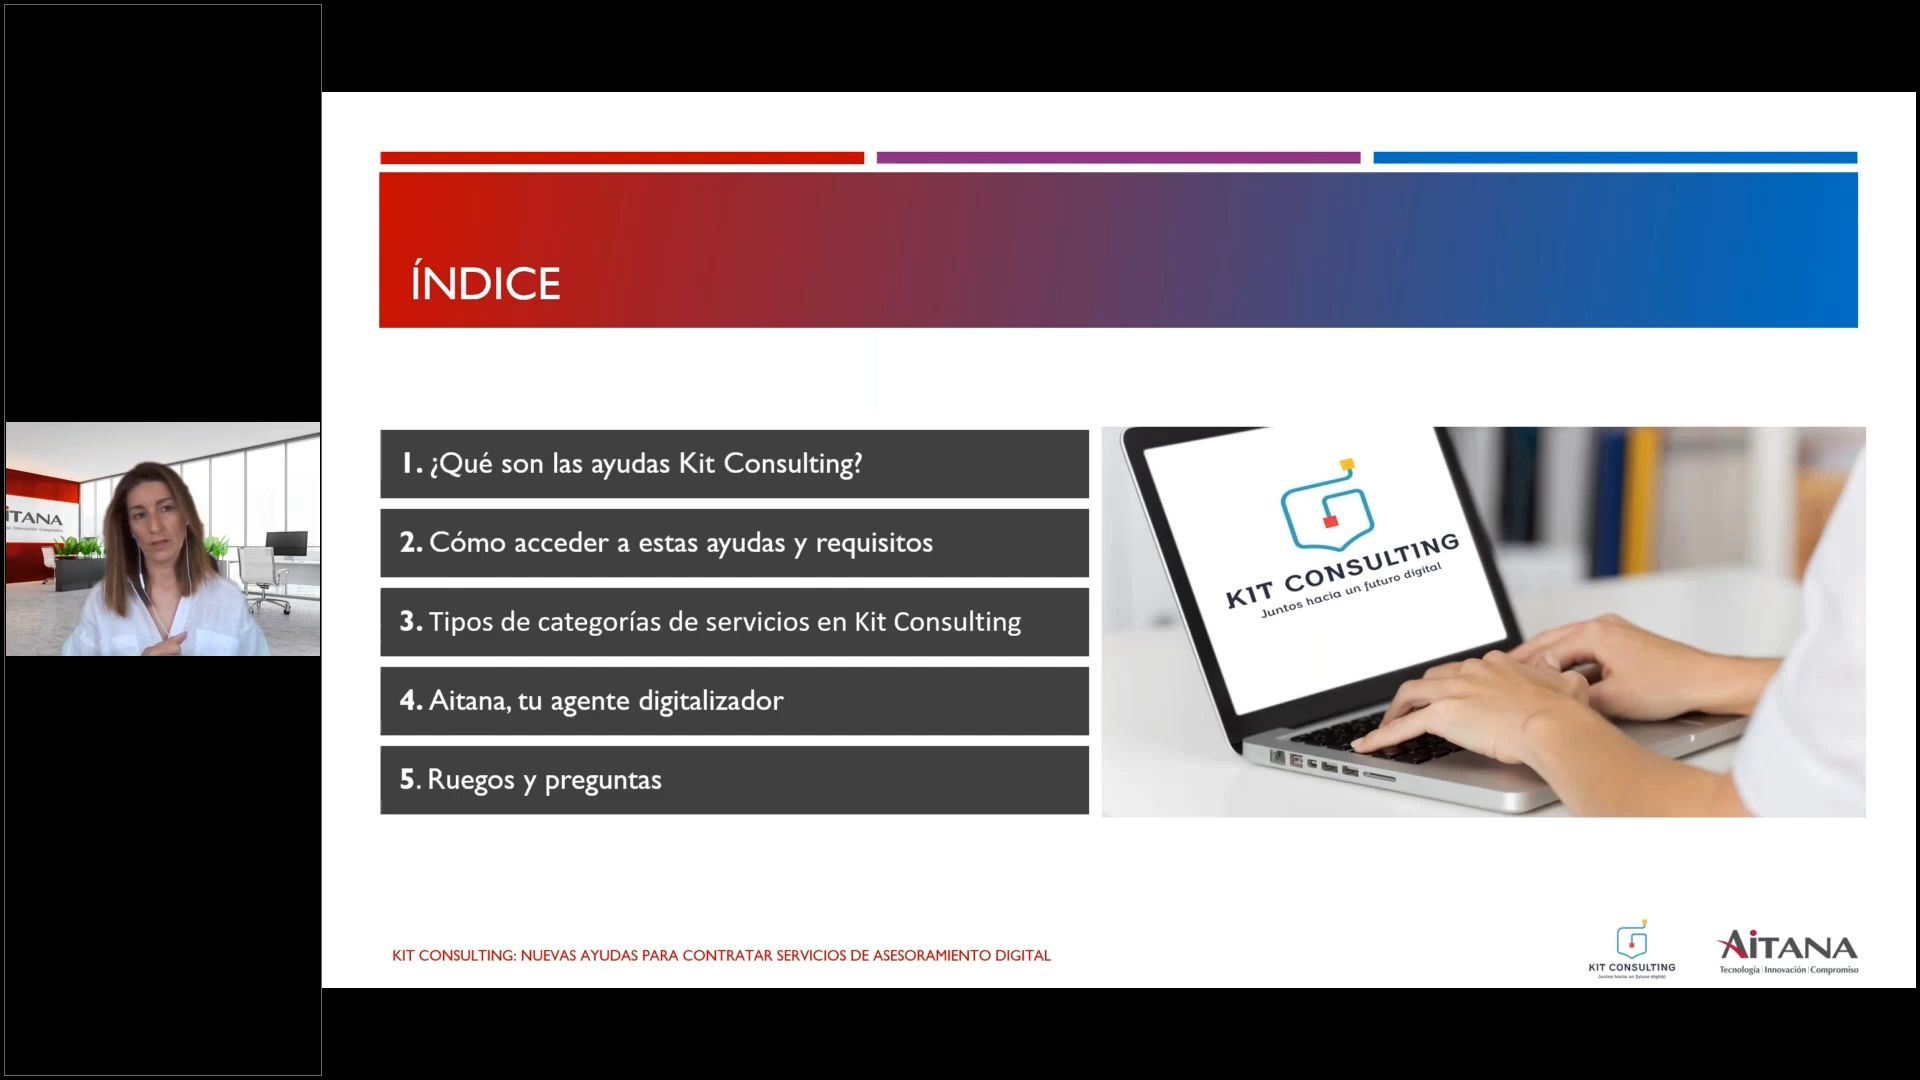 ÍNDICE
1. ¿Qué son las ayudas Kit Consulting?
2. Cómo acceder a estas ayudas y requisitos
3. Tipos de categorías de servicios en Kit Consulting
4. Aitana, tu agente digitalizador
5. Ruegos y preguntas
KIT CONSULTING
Juntos hacia un futuro digital
iTANA
KIT CONSULTING: NUEVAS AYUDAS PARA CONTRATAR SERVICIOS DE ASESORAMIENTO DIGITAL
KIT CONSULTING
Juntos hacia un futuro digital
AiTANA
Tecnología | Innovación | Compromiso